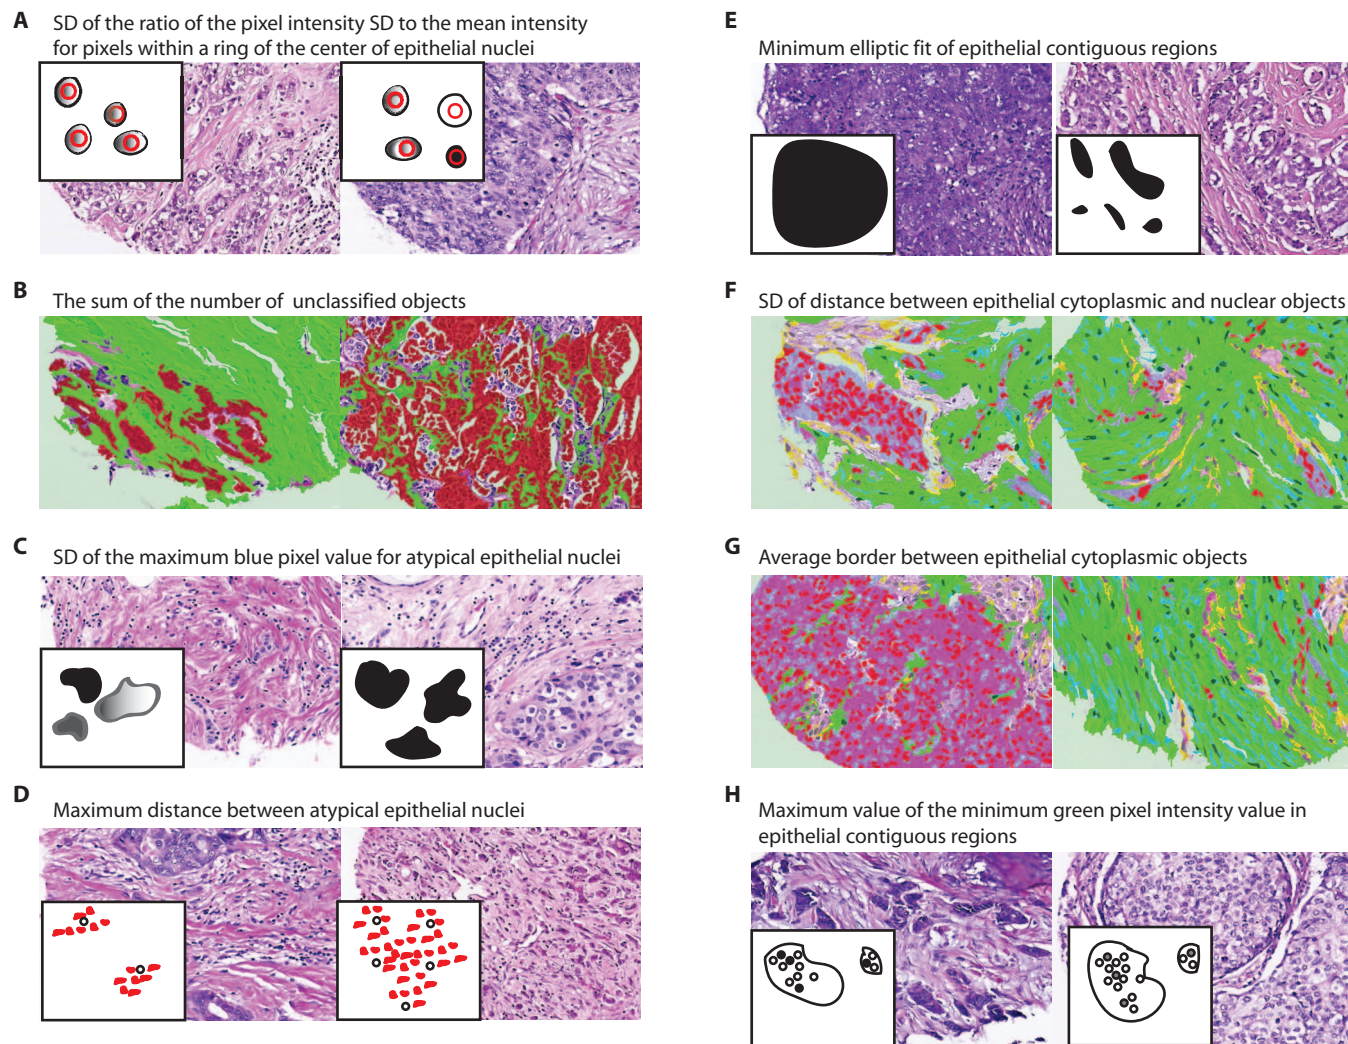 A
SD of the ratio of the pixel intensity SD to the mean intensity
for pixels within a ring of the center of epithelial nuclei
B
The sum of the number of unclassified objects
C
SD of the maximum blue pixel value for atypical epithelial nuclei
D
Maximum distance between atypical epithelial nuclei
E
Minimum elliptic fit of epithelial contiguous regions
F
SD of distance between epithelial cytoplasmic and nuclear objects
G
Average border between epithelial cytoplasmic objects
H
Maximum value of the minimum green pixel intensity value in
epithelial contiguous regions